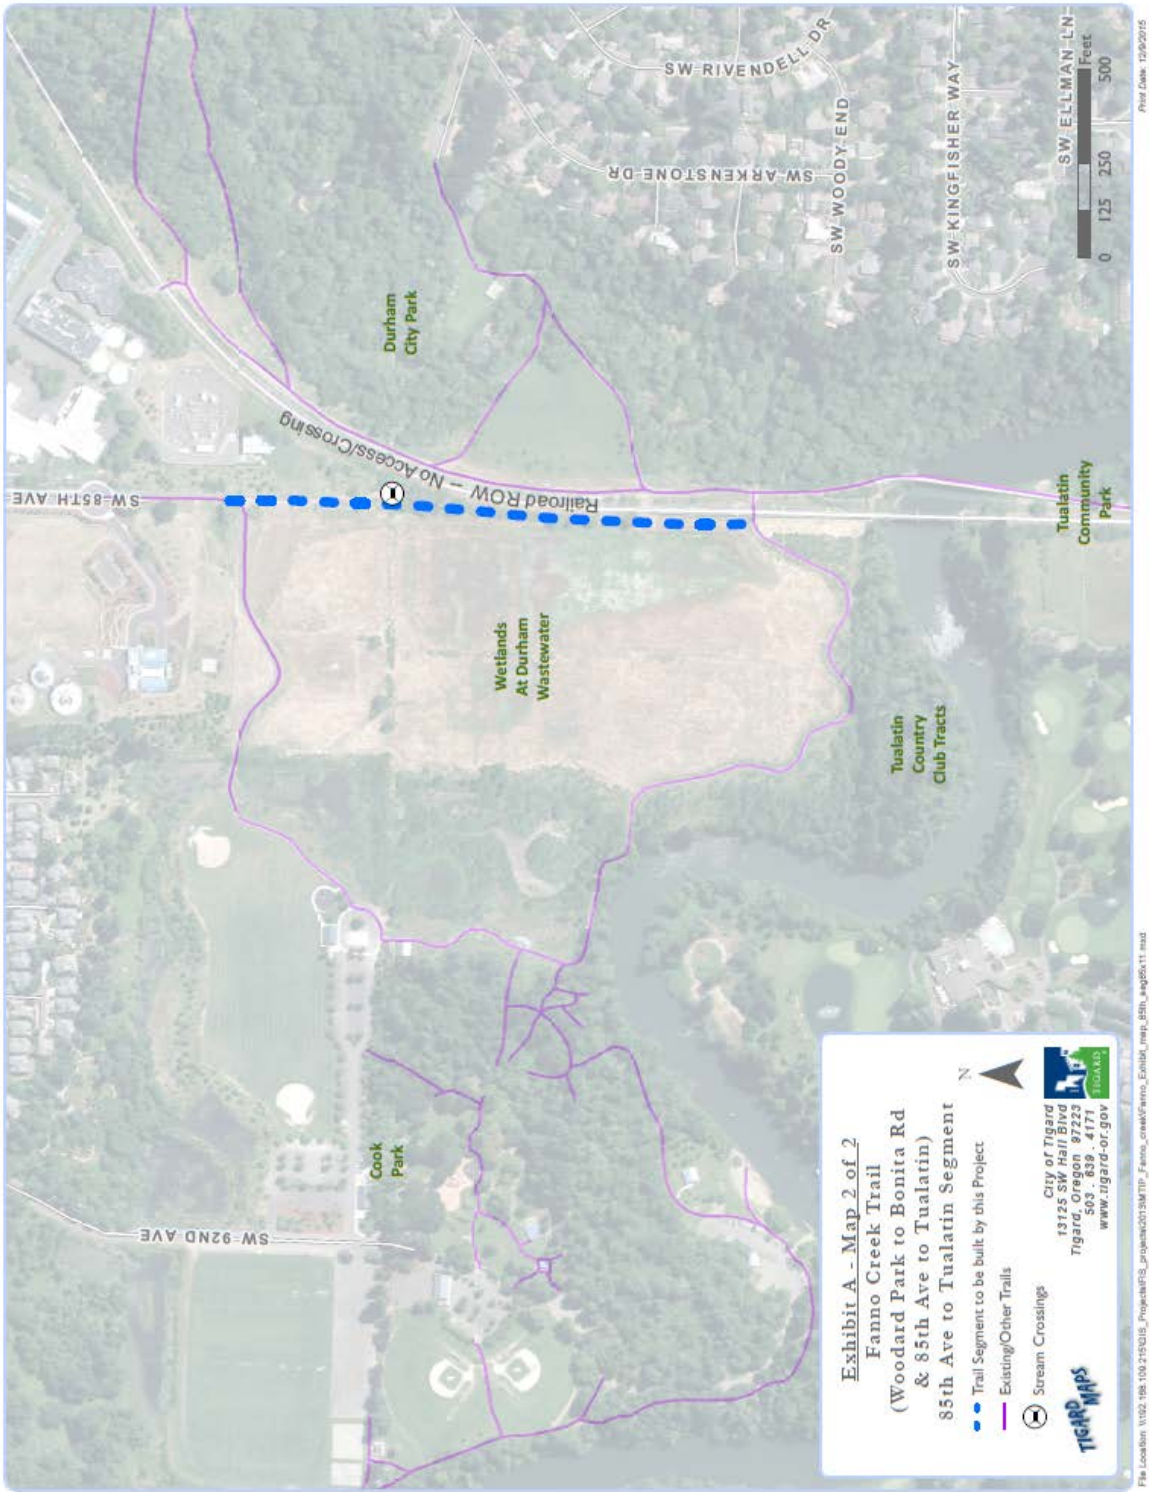 SW 85TH AVE
SW 92ND AVE
Railroad ROW – No Access/Crossing
Durham
City Park
SW RIVENDELL DR
SW ARKENSTONE DR
SW WOODY END
SW KINGFISHER WAY
SW ELLMAN LN
Wetlands
At Durham
Wastewater
Tualatin
Country
Club Tracts
Tualatin
Community
Park
Cook
Park
0 125 250 500
Feet
Exhibit A - Map 2 of 2
Fanno Creek Trail
(Woodard Park to Bonita Rd
& 85th Ave to Tualatin)
85th Ave to Tualatin Segment
Trail Segment to be built by this Project
Existing/Other Trails
Stream Crossings
N
TIGARD
MAPS
City of Tigard
13125 SW Hall Blvd
Tigard, Oregon 97223
503 . 639 . 4171
www.tigard-or.gov
TIGARD
Print Date: 12/9/2015